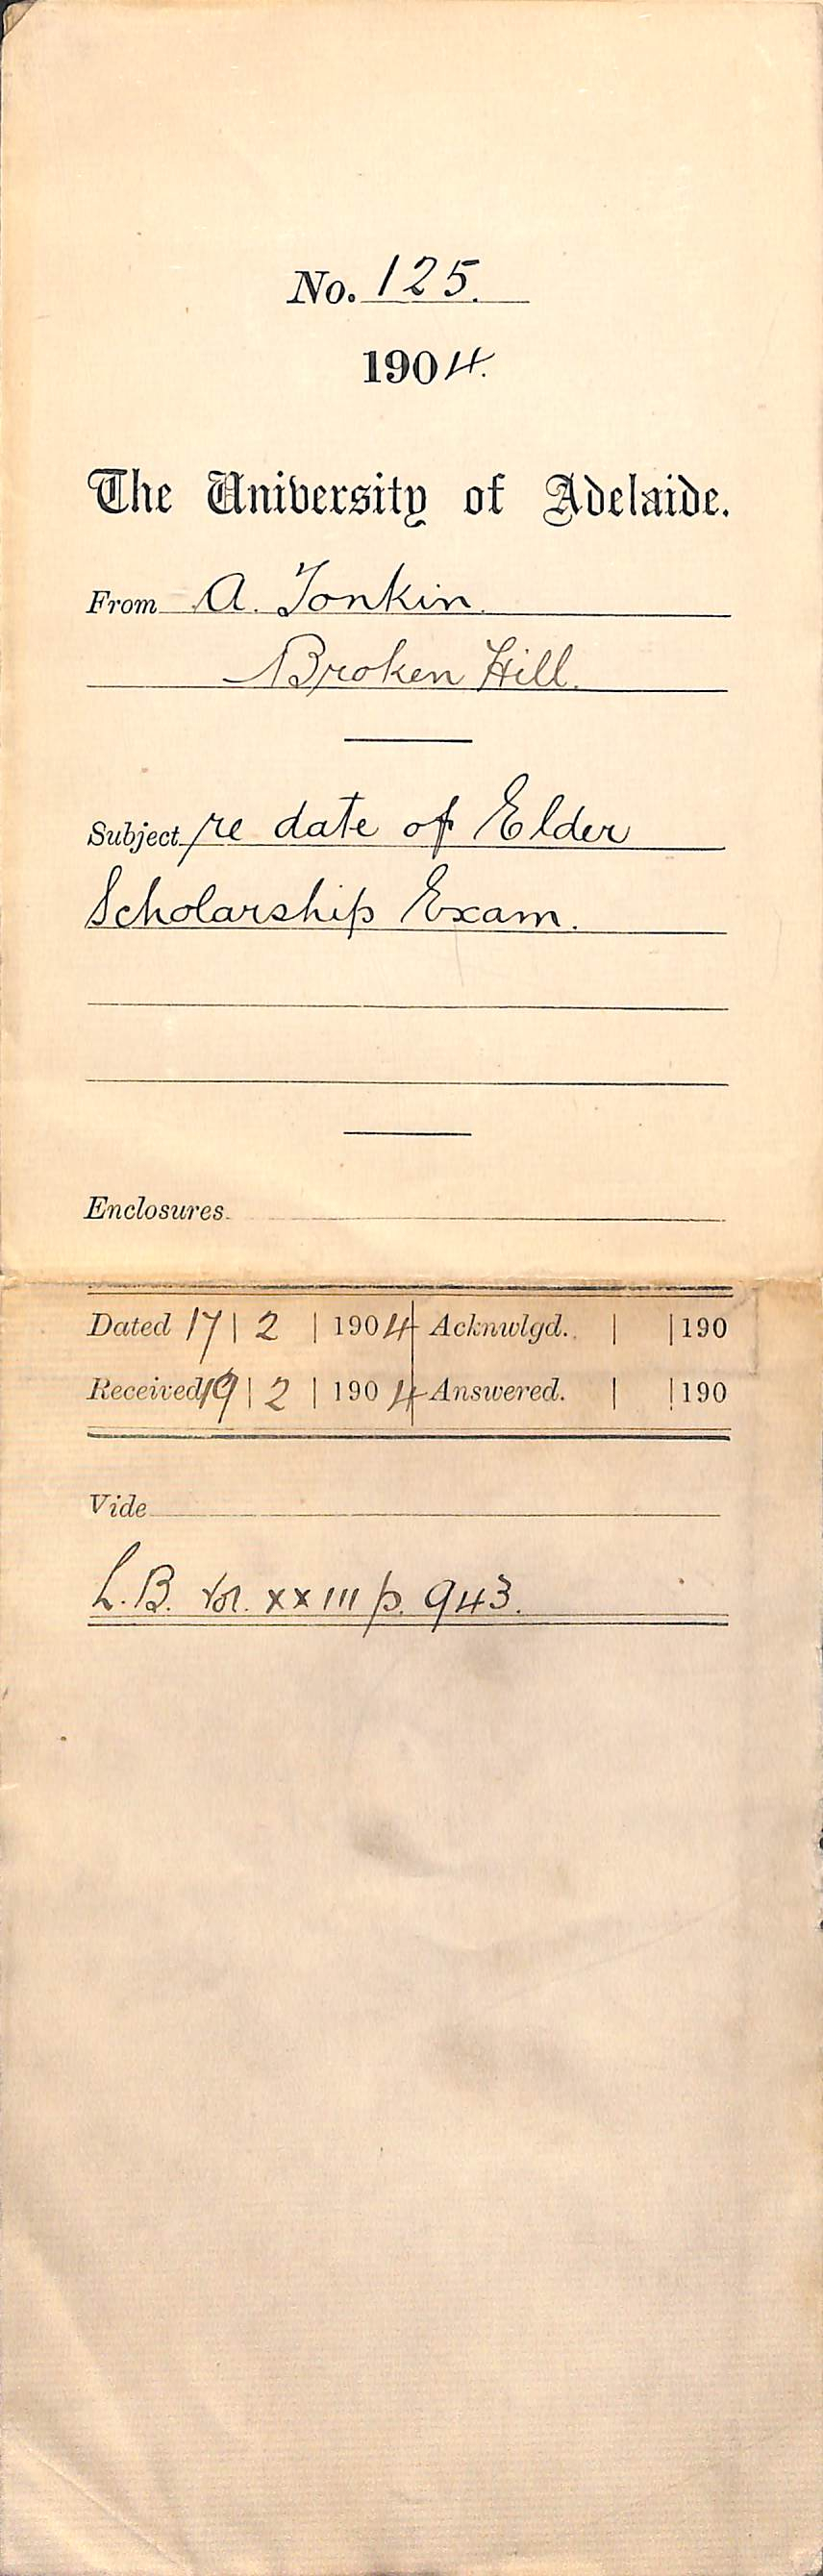 No. 125.
1904.
The University of Adelaide.
From A. Tonkin.
Broken Hill.
Subject re date of Elder
Scholarship Exam.
Enclosures
Dated 17 | 2 | 1904 Acknwlgd. | | 190
Received 19 | 2 | 1904 Answered. | | 190
Vide
L.B. Vol. xxiii p. 943.